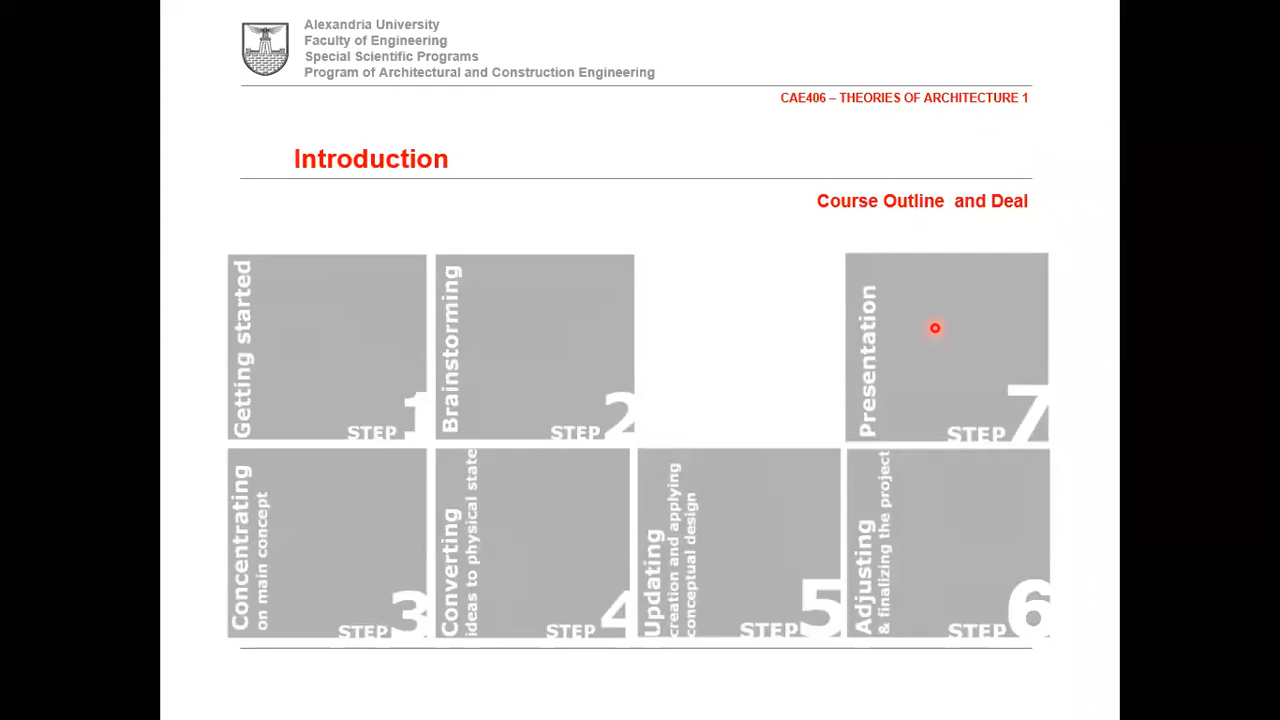 Alexandria University
Faculty of Engineering
Special Scientific Programs
Program of Architectural and Construction Engineering
CAE406 – THEORIES OF ARCHITECTURE 1
Introduction
Course Outline and Deal
Getting started
STEP 1
Brainstorming
STEP 2
Presentation
STEP 7
Concentrating
on main concept
STEP 3
Converting
ideas to physical state
STEP 4
Updating
creation and applying
conceptual design
STEP 5
Adjusting
& finalizing the project
STEP 6